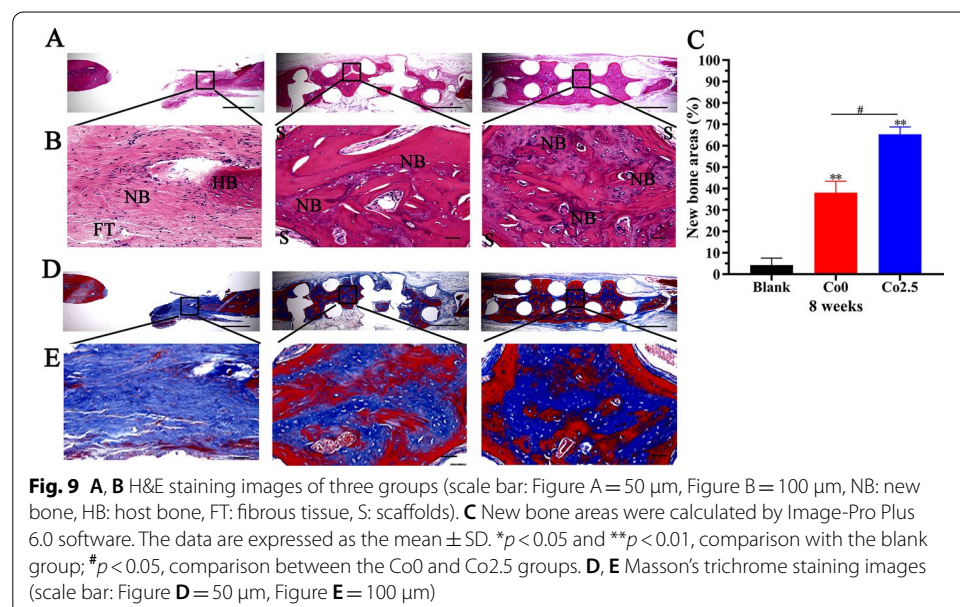 A
B
NB
HB
FT
S
NB
NB
S
S
NB
NB
NB
S
C
New bone areas (%)
100
90
80
70
60
50
40
30
20
10
0
**
#
**
Blank Co0 Co2.5
8 weeks
D
E
Fig. 9 A, B H&E staining images of three groups (scale bar: Figure A = 50 μm, Figure B = 100 μm, NB: new
bone, HB: host bone, FT: fibrous tissue, S: scaffolds). C New bone areas were calculated by Image-Pro Plus
6.0 software. The data are expressed as the mean ± SD. *p < 0.05 and **p < 0.01, comparison with the blank
group; #p < 0.05, comparison between the Co0 and Co2.5 groups. D, E Masson’s trichrome staining images
(scale bar: Figure D = 50 μm, Figure E = 100 μm)